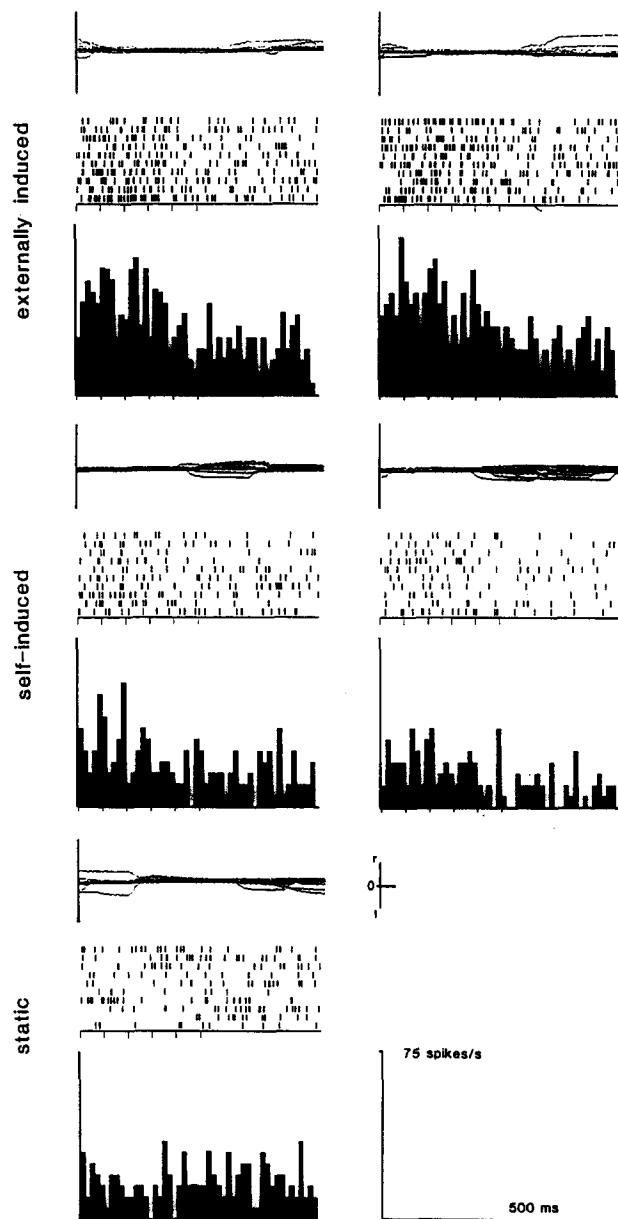 externally induced
self-induced
r
0
l
static
75 spikes/s
500 ms